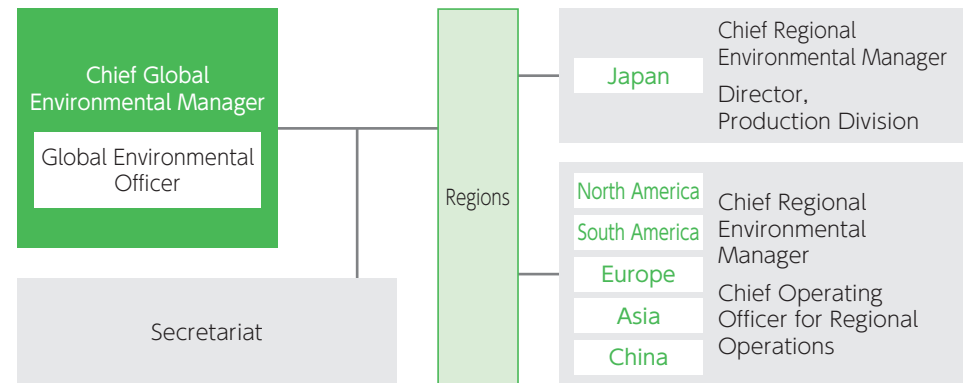 Chief Global
Environmental Manager
Global Environmental
Officer
Secretariat
Regions
Japan
Chief Regional
Environmental Manager
Director,
Production Division
North America
South America
Europe
Asia
China
Chief Regional
Environmental
Manager
Chief Operating
Officer for Regional
Operations